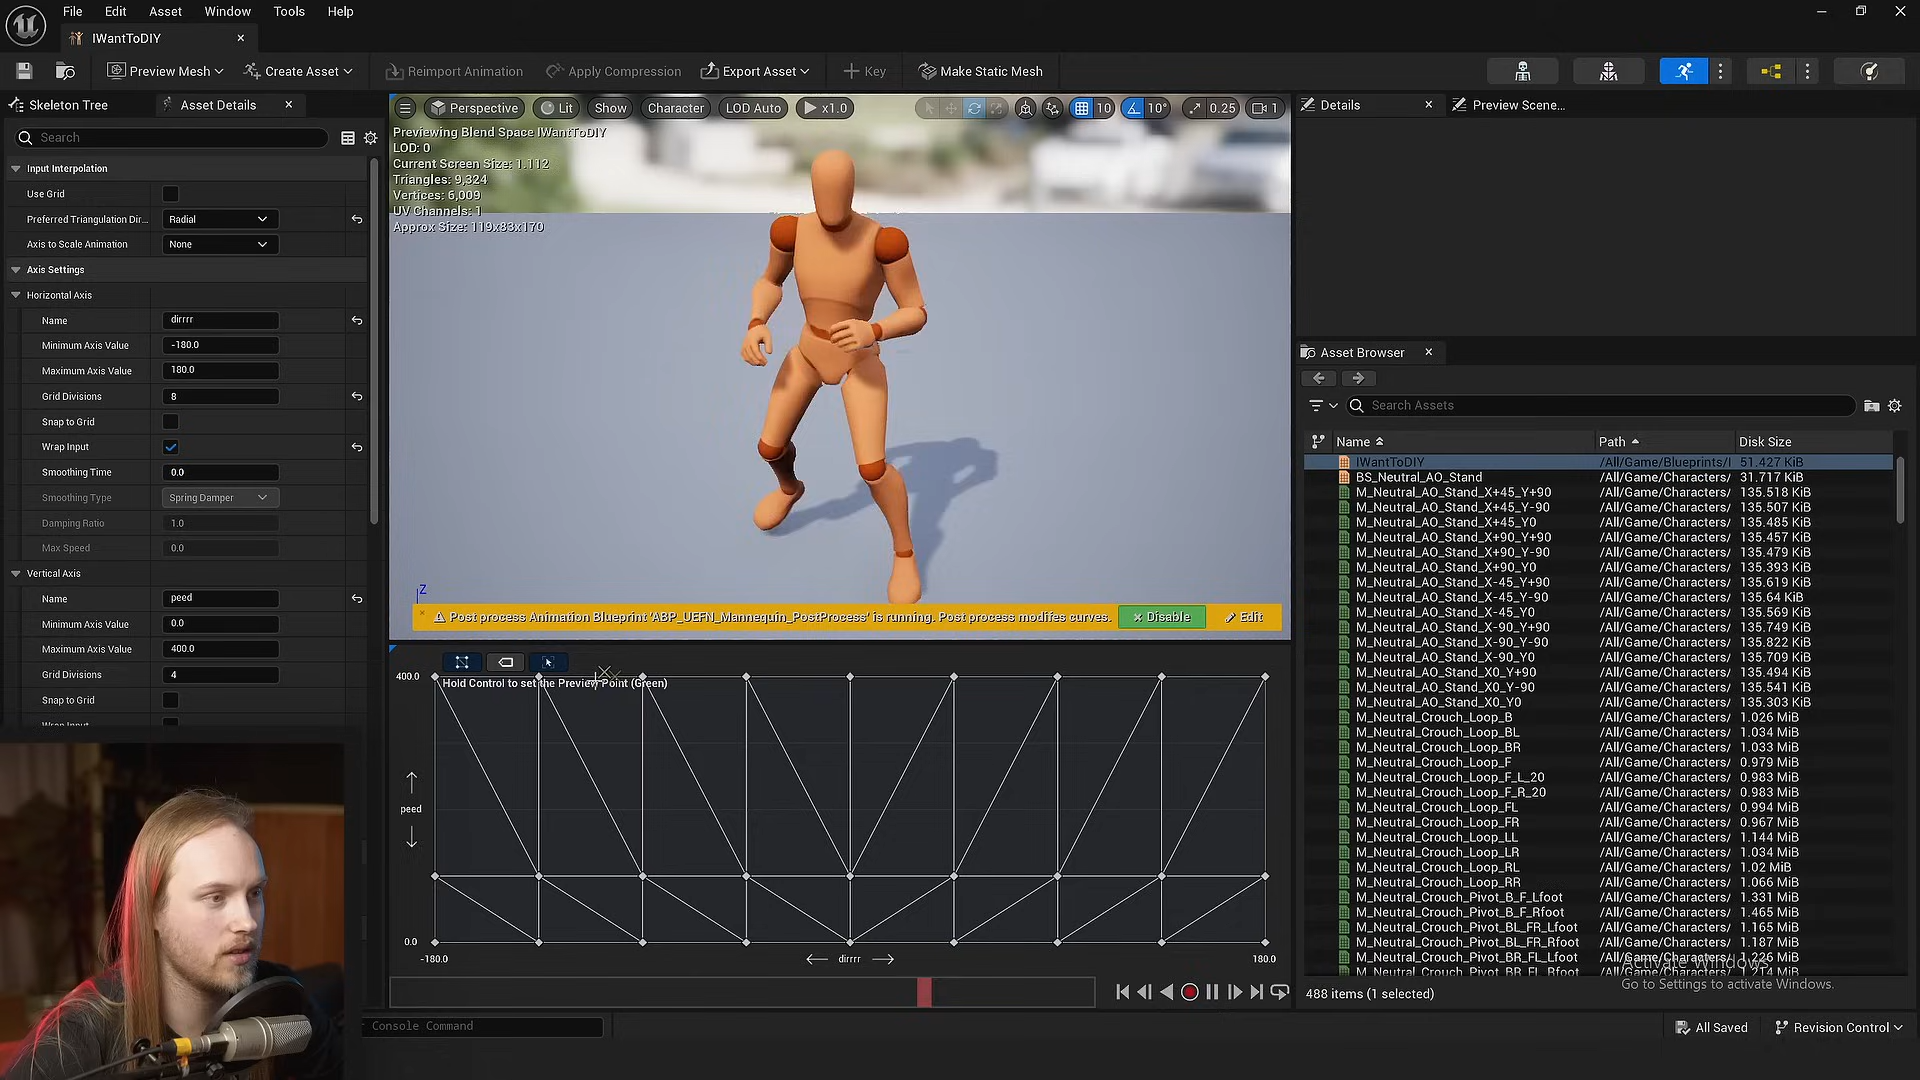 File Edit Asset Window Tools Help
IWantToDIY
Preview Mesh Create Asset Reimport Animation Apply Compression Export Asset Key Make Static Mesh
Skeleton Tree Asset Details
Search
Input Interpolation
Use Grid
Preferred Triangulation Dir... Radial
Axis to Scale Animation None
Axis Settings
Horizontal Axis
Name dirrrr
Minimum Axis Value -180.0
Maximum Axis Value 180.0
Grid Divisions 8
Snap to Grid
Wrap Input
Smoothing Time 0.0
Smoothing Type Spring Damper
Damping Ratio 1.0
Max Speed 0.0
Vertical Axis
Name peed
Minimum Axis Value 0.0
Maximum Axis Value 400.0
Grid Divisions 4
Snap to Grid
Wrap Input
Perspective Lit Show Character LOD Auto x1.0 10 10° 0.25 1
Previewing Blend Space IWantToDIY
LOD: 0
Current Screen Size: 1.112
Triangles: 9,324
Vertices: 6,009
UV Channels: 1
Approx Size: 119x83x170
Z
Post process Animation Blueprint 'ABP_UEFN_Mannequin_PostProcess' is running. Post process modifes curves. Disable Edit
400.0
Hold Control to set the Preview Point (Green)
peed
0.0
-180.0 dirrrr 180.0
Console Command
Details Preview Scene...
Asset Browser
Search Assets
Name Path Disk Size
IWantToDIY /All/Game/Blueprints/I 51.427 KiB
BS_Neutral_AO_Stand /All/Game/Characters/ 31.717 KiB
M_Neutral_AO_Stand_X+45_Y+90 /All/Game/Characters/ 135.518 KiB
M_Neutral_AO_Stand_X+45_Y-90 /All/Game/Characters/ 135.507 KiB
M_Neutral_AO_Stand_X+45_Y0 /All/Game/Characters/ 135.485 KiB
M_Neutral_AO_Stand_X+90_Y+90 /All/Game/Characters/ 135.457 KiB
M_Neutral_AO_Stand_X+90_Y-90 /All/Game/Characters/ 135.479 KiB
M_Neutral_AO_Stand_X+90_Y0 /All/Game/Characters/ 135.393 KiB
M_Neutral_AO_Stand_X-45_Y+90 /All/Game/Characters/ 135.619 KiB
M_Neutral_AO_Stand_X-45_Y-90 /All/Game/Characters/ 135.64 KiB
M_Neutral_AO_Stand_X-45_Y0 /All/Game/Characters/ 135.569 KiB
M_Neutral_AO_Stand_X-90_Y+90 /All/Game/Characters/ 135.749 KiB
M_Neutral_AO_Stand_X-90_Y-90 /All/Game/Characters/ 135.822 KiB
M_Neutral_AO_Stand_X-90_Y0 /All/Game/Characters/ 135.709 KiB
M_Neutral_AO_Stand_X0_Y+90 /All/Game/Characters/ 135.494 KiB
M_Neutral_AO_Stand_X0_Y-90 /All/Game/Characters/ 135.541 KiB
M_Neutral_AO_Stand_X0_Y0 /All/Game/Characters/ 135.303 KiB
M_Neutral_Crouch_Loop_B /All/Game/Characters/ 1.026 MiB
M_Neutral_Crouch_Loop_BL /All/Game/Characters/ 1.034 MiB
M_Neutral_Crouch_Loop_BR /All/Game/Characters/ 1.033 MiB
M_Neutral_Crouch_Loop_F /All/Game/Characters/ 0.979 MiB
M_Neutral_Crouch_Loop_F_L_20 /All/Game/Characters/ 0.983 MiB
M_Neutral_Crouch_Loop_F_R_20 /All/Game/Characters/ 0.983 MiB
M_Neutral_Crouch_Loop_FL /All/Game/Characters/ 0.994 MiB
M_Neutral_Crouch_Loop_FR /All/Game/Characters/ 0.967 MiB
M_Neutral_Crouch_Loop_LL /All/Game/Characters/ 1.144 MiB
M_Neutral_Crouch_Loop_LR /All/Game/Characters/ 1.034 MiB
M_Neutral_Crouch_Loop_RL /All/Game/Characters/ 1.02 MiB
M_Neutral_Crouch_Loop_RR /All/Game/Characters/ 1.066 MiB
M_Neutral_Crouch_Pivot_B_F_Lfoot /All/Game/Characters/ 1.331 MiB
M_Neutral_Crouch_Pivot_B_F_Rfoot /All/Game/Characters/ 1.465 MiB
M_Neutral_Crouch_Pivot_BL_FR_Lfoot /All/Game/Characters/ 1.165 MiB
M_Neutral_Crouch_Pivot_BL_FR_Rfoot /All/Game/Characters/ 1.187 MiB
M_Neutral_Crouch_Pivot_BR_FL_Lfoot /All/Game/Characters/ 1.226 MiB
M_Neutral_Crouch_Pivot_BR_FL_Rfoot /All/Game/Characters/ 1.214 MiB
Activate Windows
Go to Settings to activate Windows.
488 items (1 selected)
All Saved Revision Control